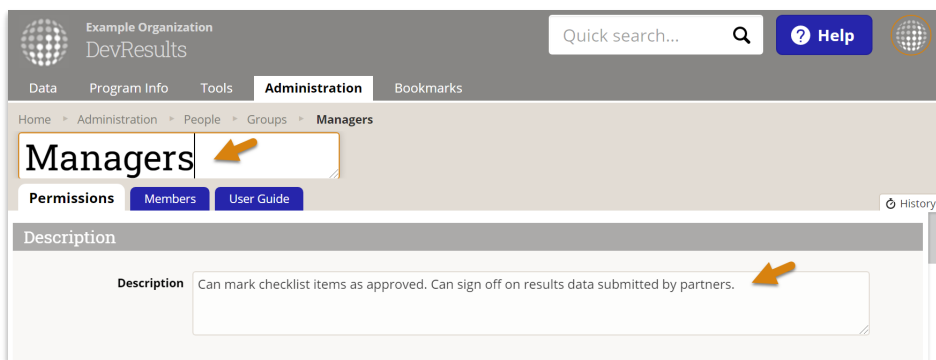 Example Organization
DevResults
Quick search...
? Help
Data Program Info Tools Administration Bookmarks
Home Administration People Groups Managers
Managers
Permissions Members User Guide
History
Description
Description Can mark checklist items as approved. Can sign off on results data submitted by partners.